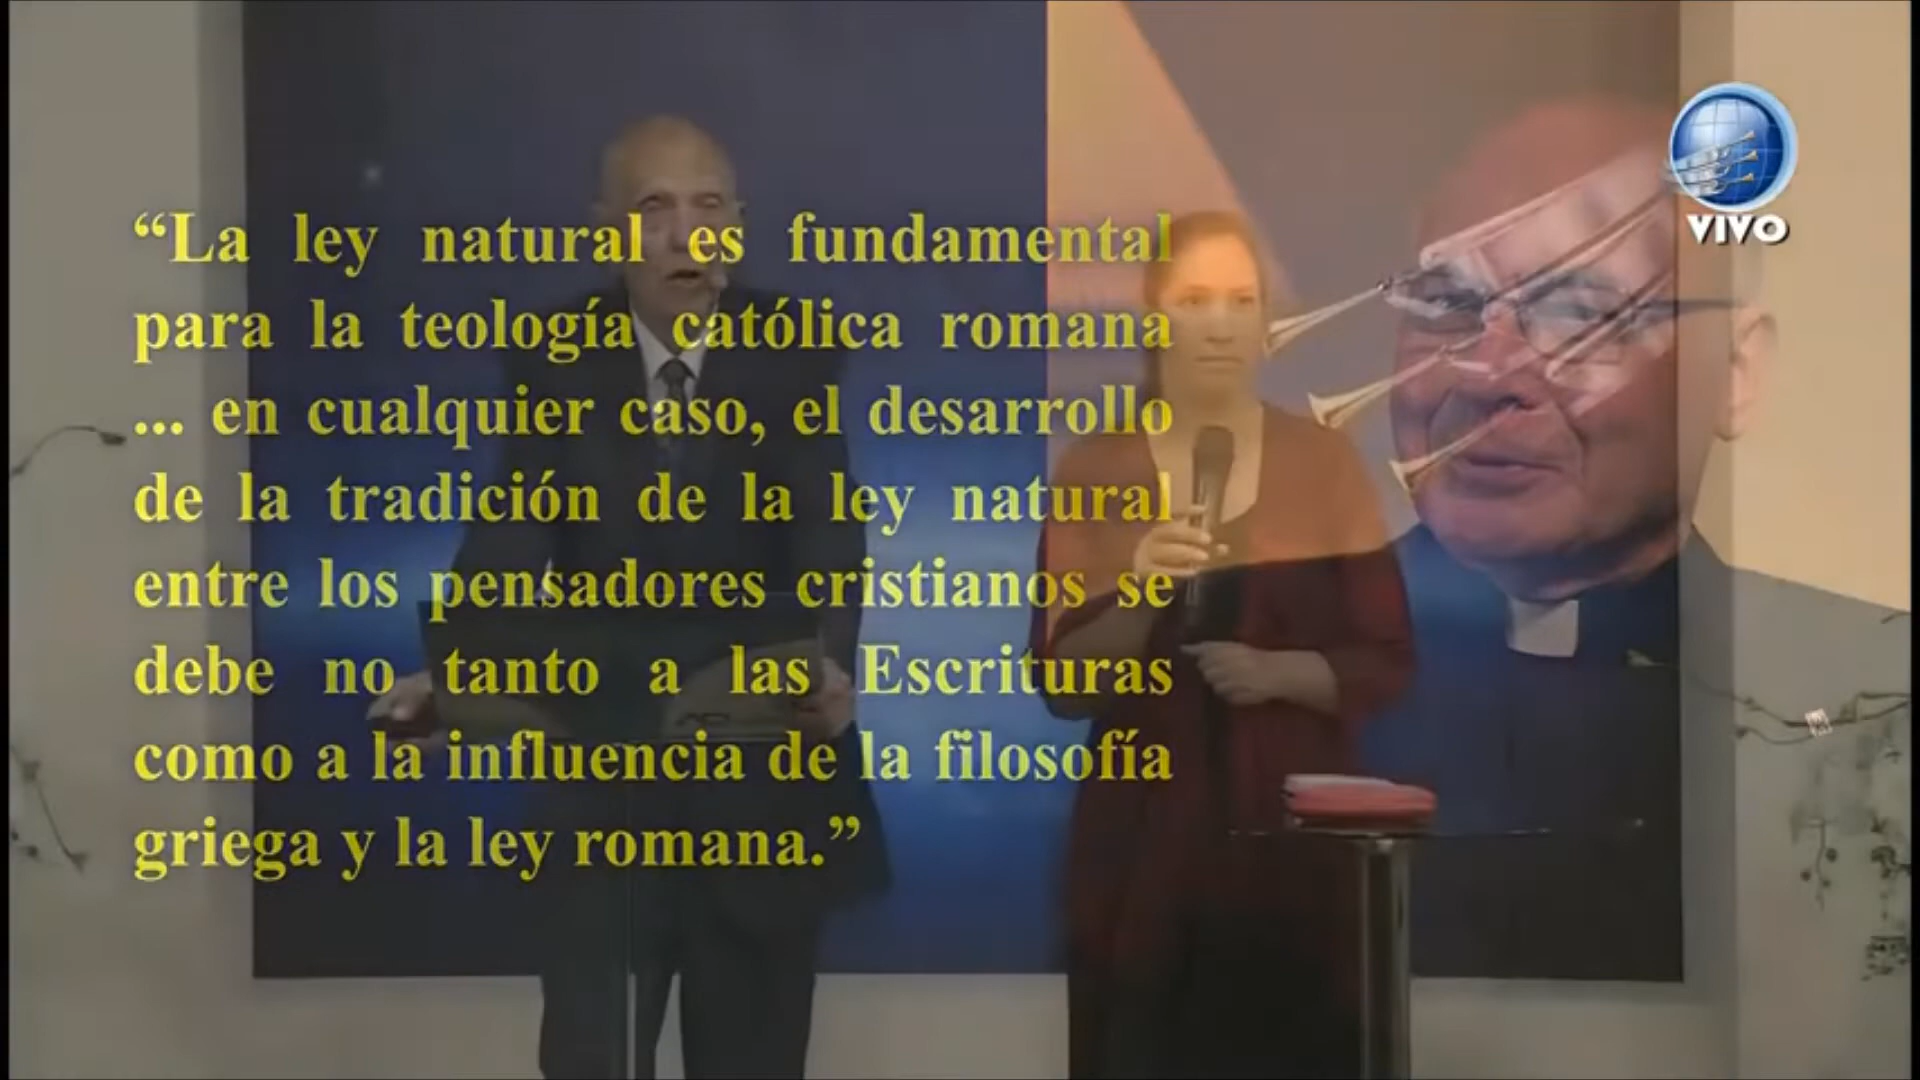 “La ley natural es fundamental
para la teología católica romana
... en cualquier caso, el desarrollo
de la tradición de la ley natural
entre los pensadores cristianos se
debe no tanto a las Escrituras
como a la influencia de la filosofía
griega y la ley romana.”
VIVO